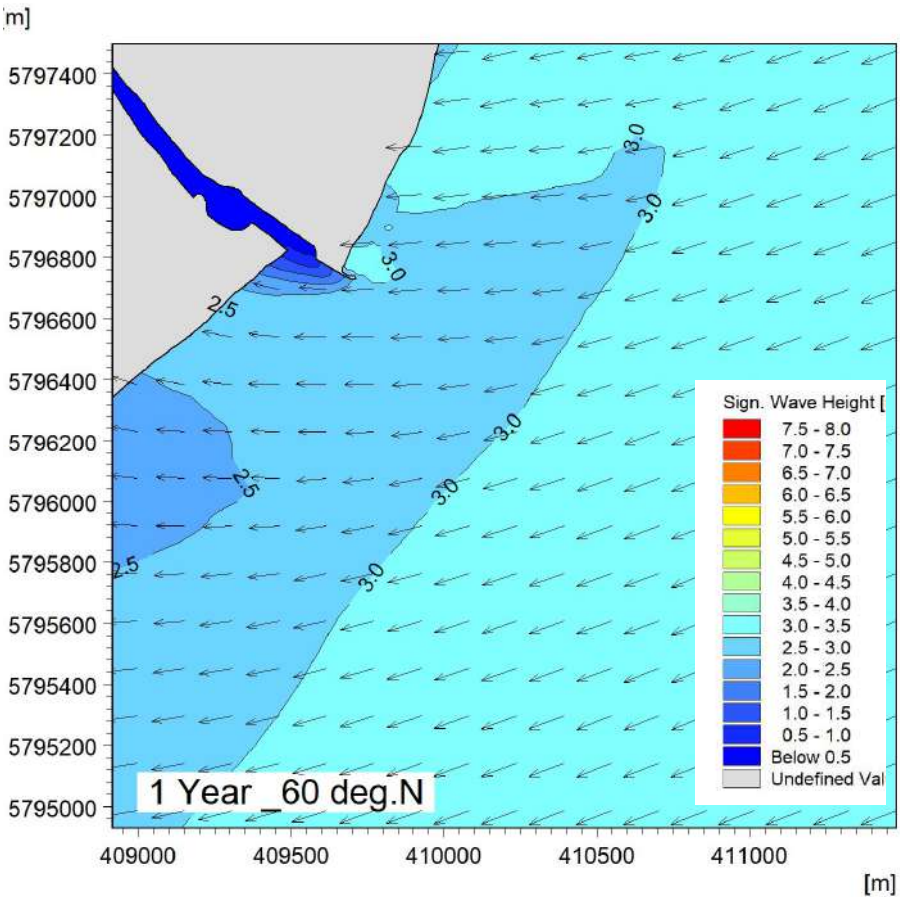 [m]
5797400
5797200
5797000
5796800
5796600
5796400
5796200
5796000
5795800
5795600
5795400
5795200
5795000
3.0
3.0
3.0
2.5
3.0
2.5
3.0
2.5
3.0
Sign. Wave Height [
7.5 - 8.0
7.0 - 7.5
6.5 - 7.0
6.0 - 6.5
5.5 - 6.0
5.0 - 5.5
4.5 - 5.0
4.0 - 4.5
3.5 - 4.0
3.0 - 3.5
2.5 - 3.0
2.0 - 2.5
1.5 - 2.0
1.0 - 1.5
0.5 - 1.0
Below 0.5
Undefined Val
1 Year _60 deg.N
409000 409500 410000 410500 411000
[m]